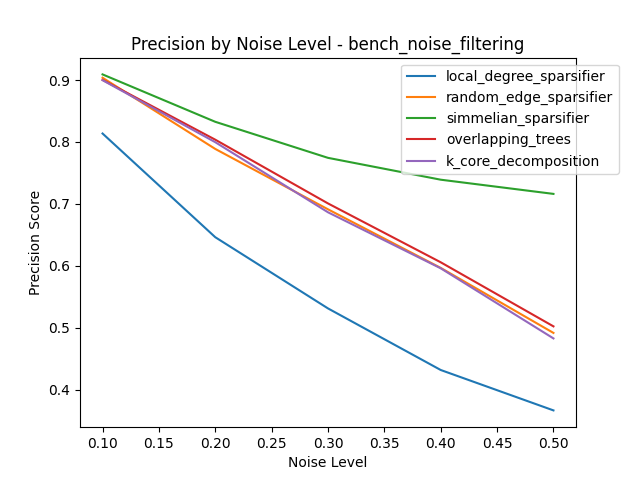 Precision by Noise Level - bench_noise_filtering
local_degree_sparsifier
random_edge_sparsifier
simmelian_sparsifier
overlapping_trees
k_core_decomposition
Precision Score
0.9
0.8
0.7
0.6
0.5
0.4
0.10 0.15 0.20 0.25 0.30 0.35 0.40 0.45 0.50
Noise Level